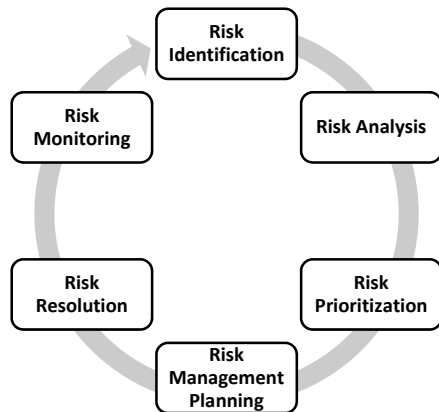 Risk
Identification
Risk Analysis
Risk
Prioritization
Risk
Management
Planning
Risk
Resolution
Risk
Monitoring